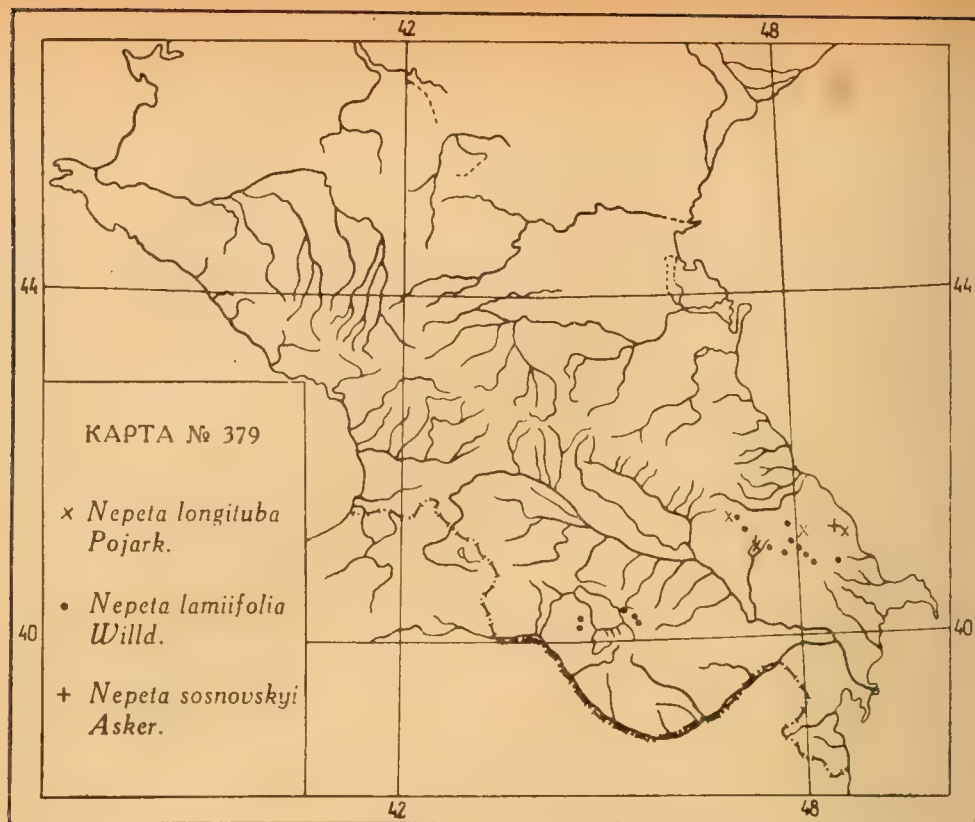 42 48
44 44
КАРТА № 379
× Nepeta longituba
Pojark.
• Nepeta lamiifolia
Willd.
+ Nepeta sosnovskyi
Asker.
40 40
42 48